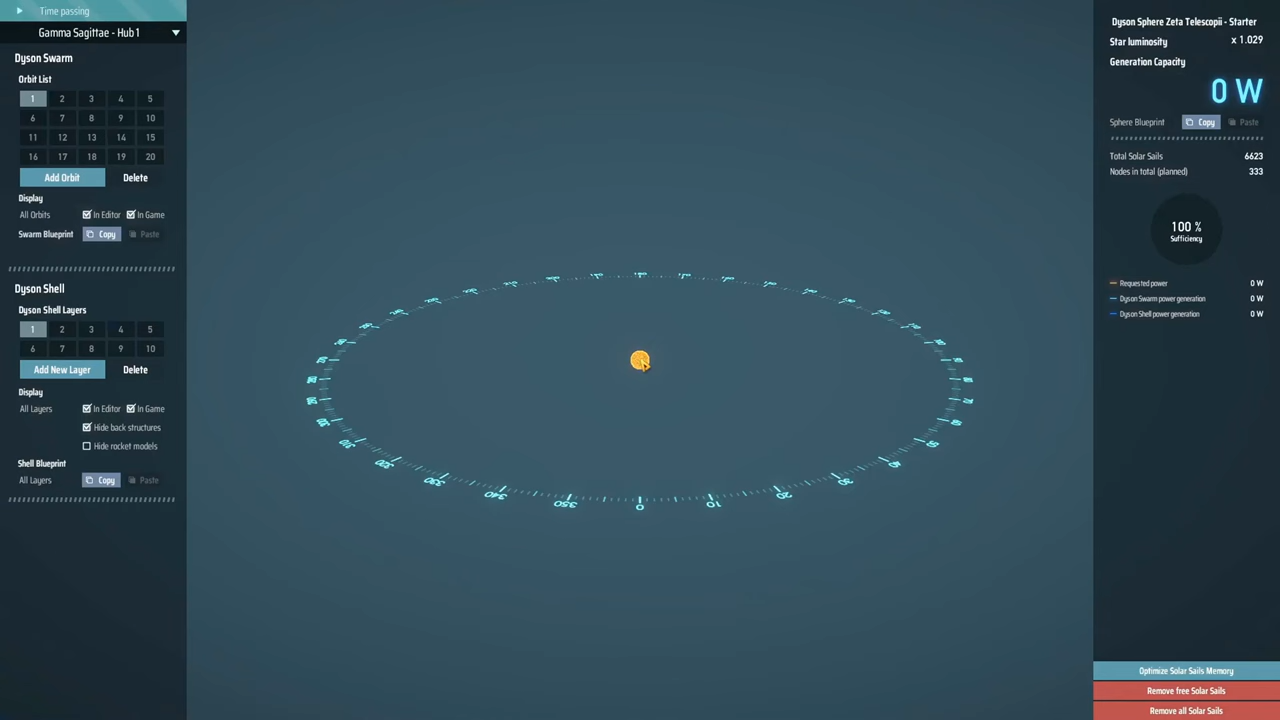 Time passing
Gamma Sagittae - Hub 1
Dyson Swarm
Orbit List
1 2 3 4 5
6 7 8 9 10
11 12 13 14 15
16 17 18 19 20
Add Orbit Delete
Display
All Orbits In Editor In Game
Swarm Blueprint Copy Paste
Dyson Shell
Dyson Shell Layers
1 2 3 4 5
6 7 8 9 10
Add New Layer Delete
Display
All Layers In Editor In Game
Hide back structures
Hide rocket models
Shell Blueprint
All Layers Copy Paste
330 340 350 0 10 20 30
Dyson Sphere Zeta Telescopii - Starter
Star luminosity x 1.029
Generation Capacity
0 W
Sphere Blueprint Copy Paste
Total Solar Sails 6623
Nodes in total (planned) 333
100 %
Sufficiency
Requested power 0 W
Dyson Swarm power generation 0 W
Dyson Shell power generation 0 W
Optimize Solar Sails Memory
Remove free Solar Sails
Remove all Solar Sails